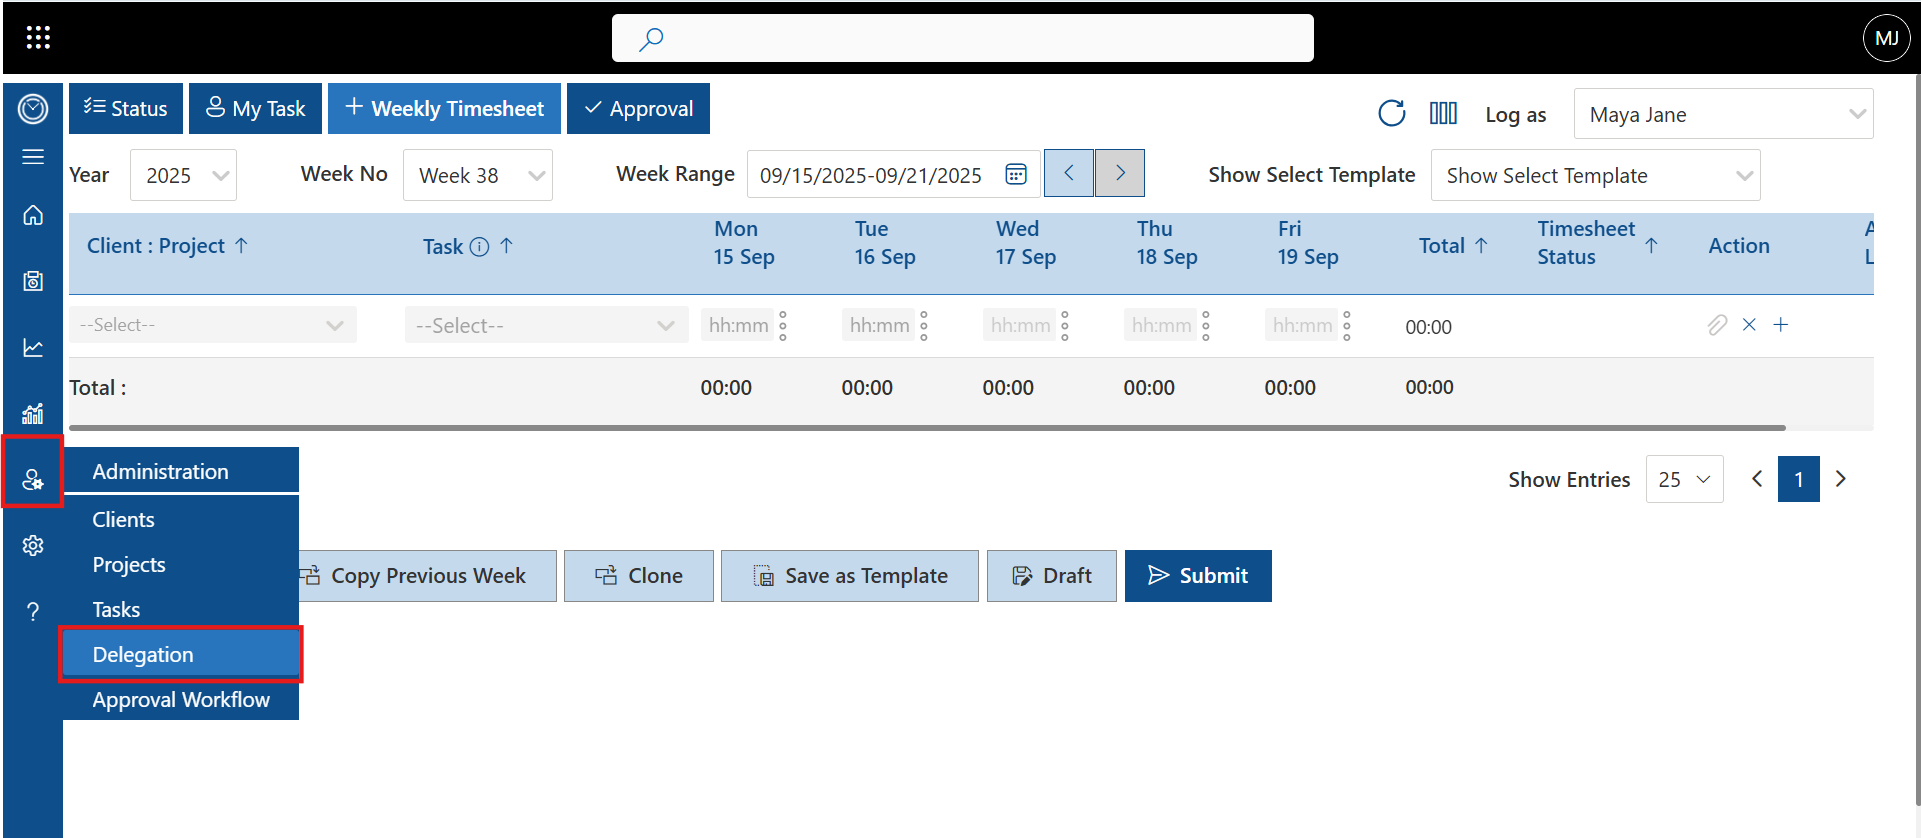 MJ
Status
My Task
Weekly Timesheet
Approval
Log as
Maya Jane
Year
2025
Week No
Week 38
Week Range
09/15/2025-09/21/2025
Show Select Template
Show Select Template
Client : Project
Task
Mon
15 Sep
Tue
16 Sep
Wed
17 Sep
Thu
18 Sep
Fri
19 Sep
Total
Timesheet
Status
Action
A
L
--Select--
--Select--
hh:mm
hh:mm
hh:mm
hh:mm
hh:mm
00:00
Total :
00:00
00:00
00:00
00:00
00:00
00:00
Administration
Clients
Projects
Tasks
Delegation
Approval Workflow
Show Entries
25
1
Copy Previous Week
Clone
Save as Template
Draft
Submit